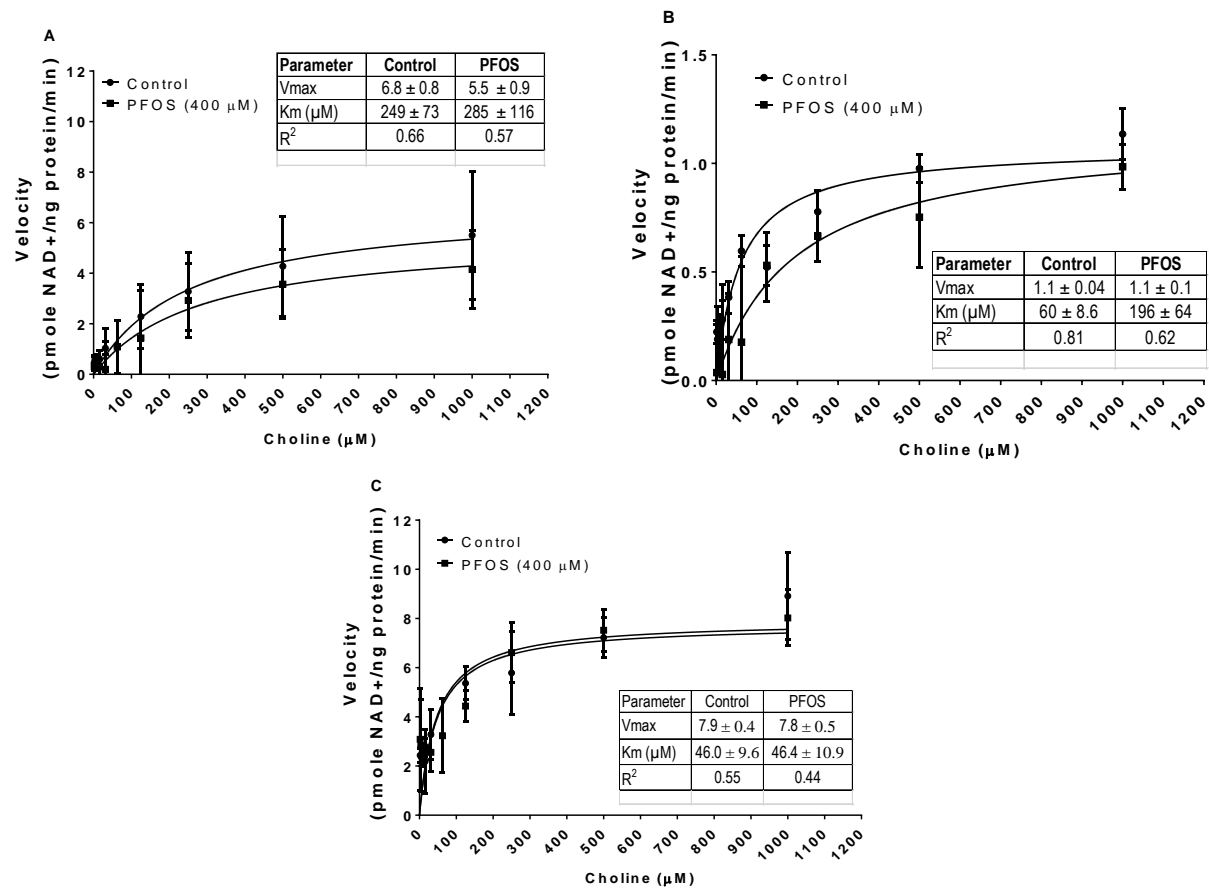 A
Velocity
(pmole NAD+/ng protein/min)
12
10
8
6
4
2
0
Control
PFOS (400 μM)
Parameter Control PFOS
Vmax 6.8 ± 0.8 5.5 ± 0.9
Km (μM) 249 ± 73 285 ± 116
R² 0.66 0.57
0 100 200 300 400 500 600 700 800 900 1000 1100 1200
Choline (μM)
B
Velocity
(pmole NAD+/ng protein/min)
1.5
1.0
0.5
0.0
Control
PFOS (400 μM)
Parameter Control PFOS
Vmax 1.1 ± 0.04 1.1 ± 0.1
Km (μM) 60 ± 8.6 196 ± 64
R² 0.81 0.62
0 100 200 300 400 500 600 700 800 900 1000 1100 1200
Choline (μM)
C
Velocity
(pmole NAD+/ng protein/min)
12
10
8
6
4
2
0
Control
PFOS (400 μM)
Parameter Control PFOS
Vmax 7.9 ± 0.4 7.8 ± 0.5
Km (μM) 46.0 ± 9.6 46.4 ± 10.9
R² 0.55 0.44
0 100 200 300 400 500 600 700 800 900 1000 1100 1200
Choline (μM)